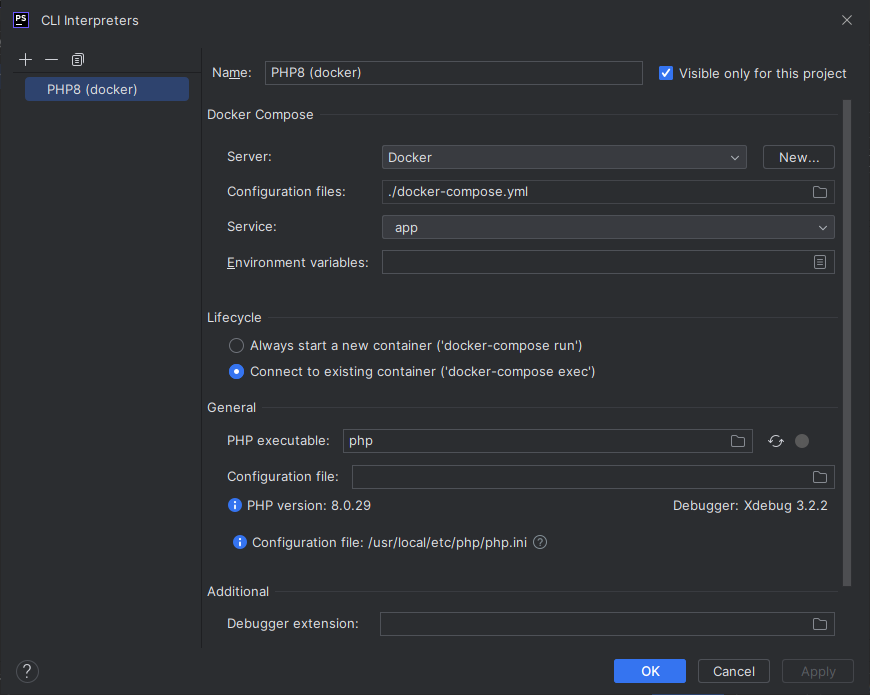 PS CLI Interpreters
PHP8 (docker)
Name: PHP8 (docker) Visible only for this project
Docker Compose
Server: Docker New...
Configuration files: ./docker-compose.yml
Service: app
Environment variables:
Lifecycle
Always start a new container ('docker-compose run')
Connect to existing container ('docker-compose exec')
General
PHP executable: php
Configuration file:
PHP version: 8.0.29 Debugger: Xdebug 3.2.2
Configuration file: /usr/local/etc/php/php.ini ?
Additional
Debugger extension:
? OK Cancel Apply